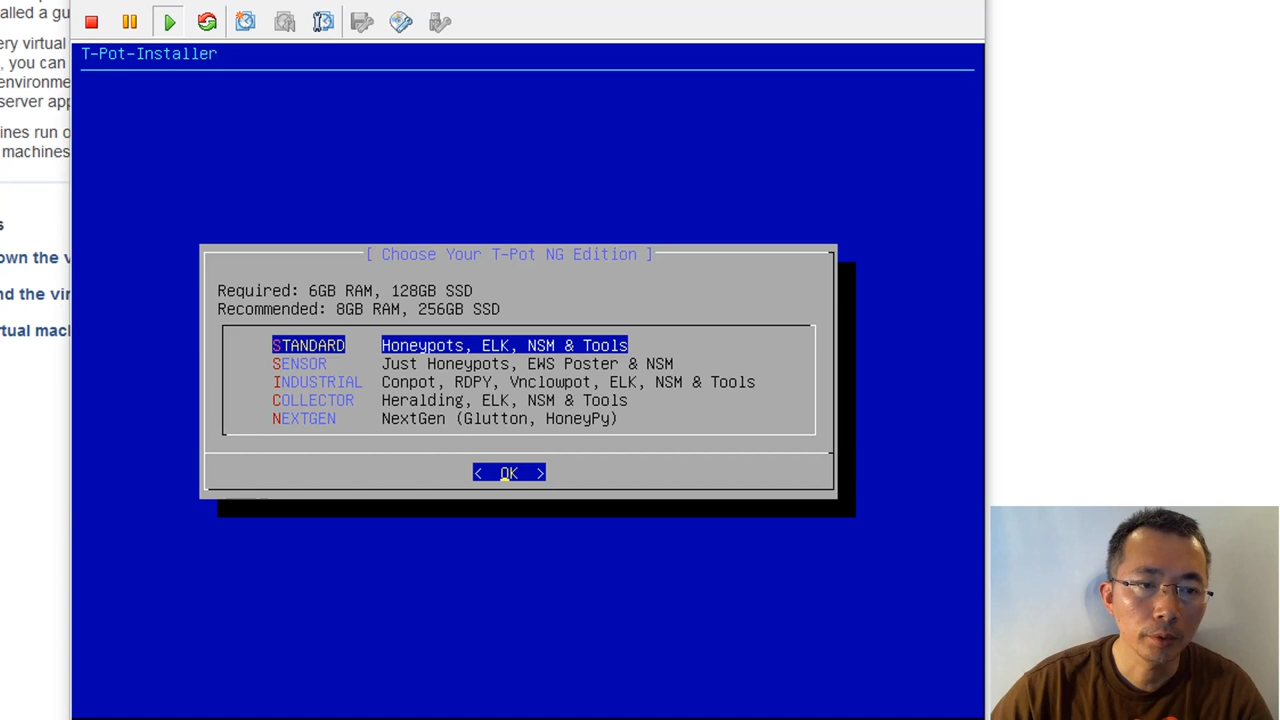 alled a gu
ery virtual
, you can
environme
server app
ines run o
machines
s
own the v
nd the vir
rtual macl
T-Pot-Installer
[ Choose Your T-Pot NG Edition ]
Required: 6GB RAM, 128GB SSD
Recommended: 8GB RAM, 256GB SSD
STANDARD Honeypots, ELK, NSM & Tools
SENSOR Just Honeypots, EWS Poster & NSM
INDUSTRIAL Conpot, RDPY, Vnclowpot, ELK, NSM & Tools
COLLECTOR Heralding, ELK, NSM & Tools
NEXTGEN NextGen (Glutton, HoneyPy)
< OK >